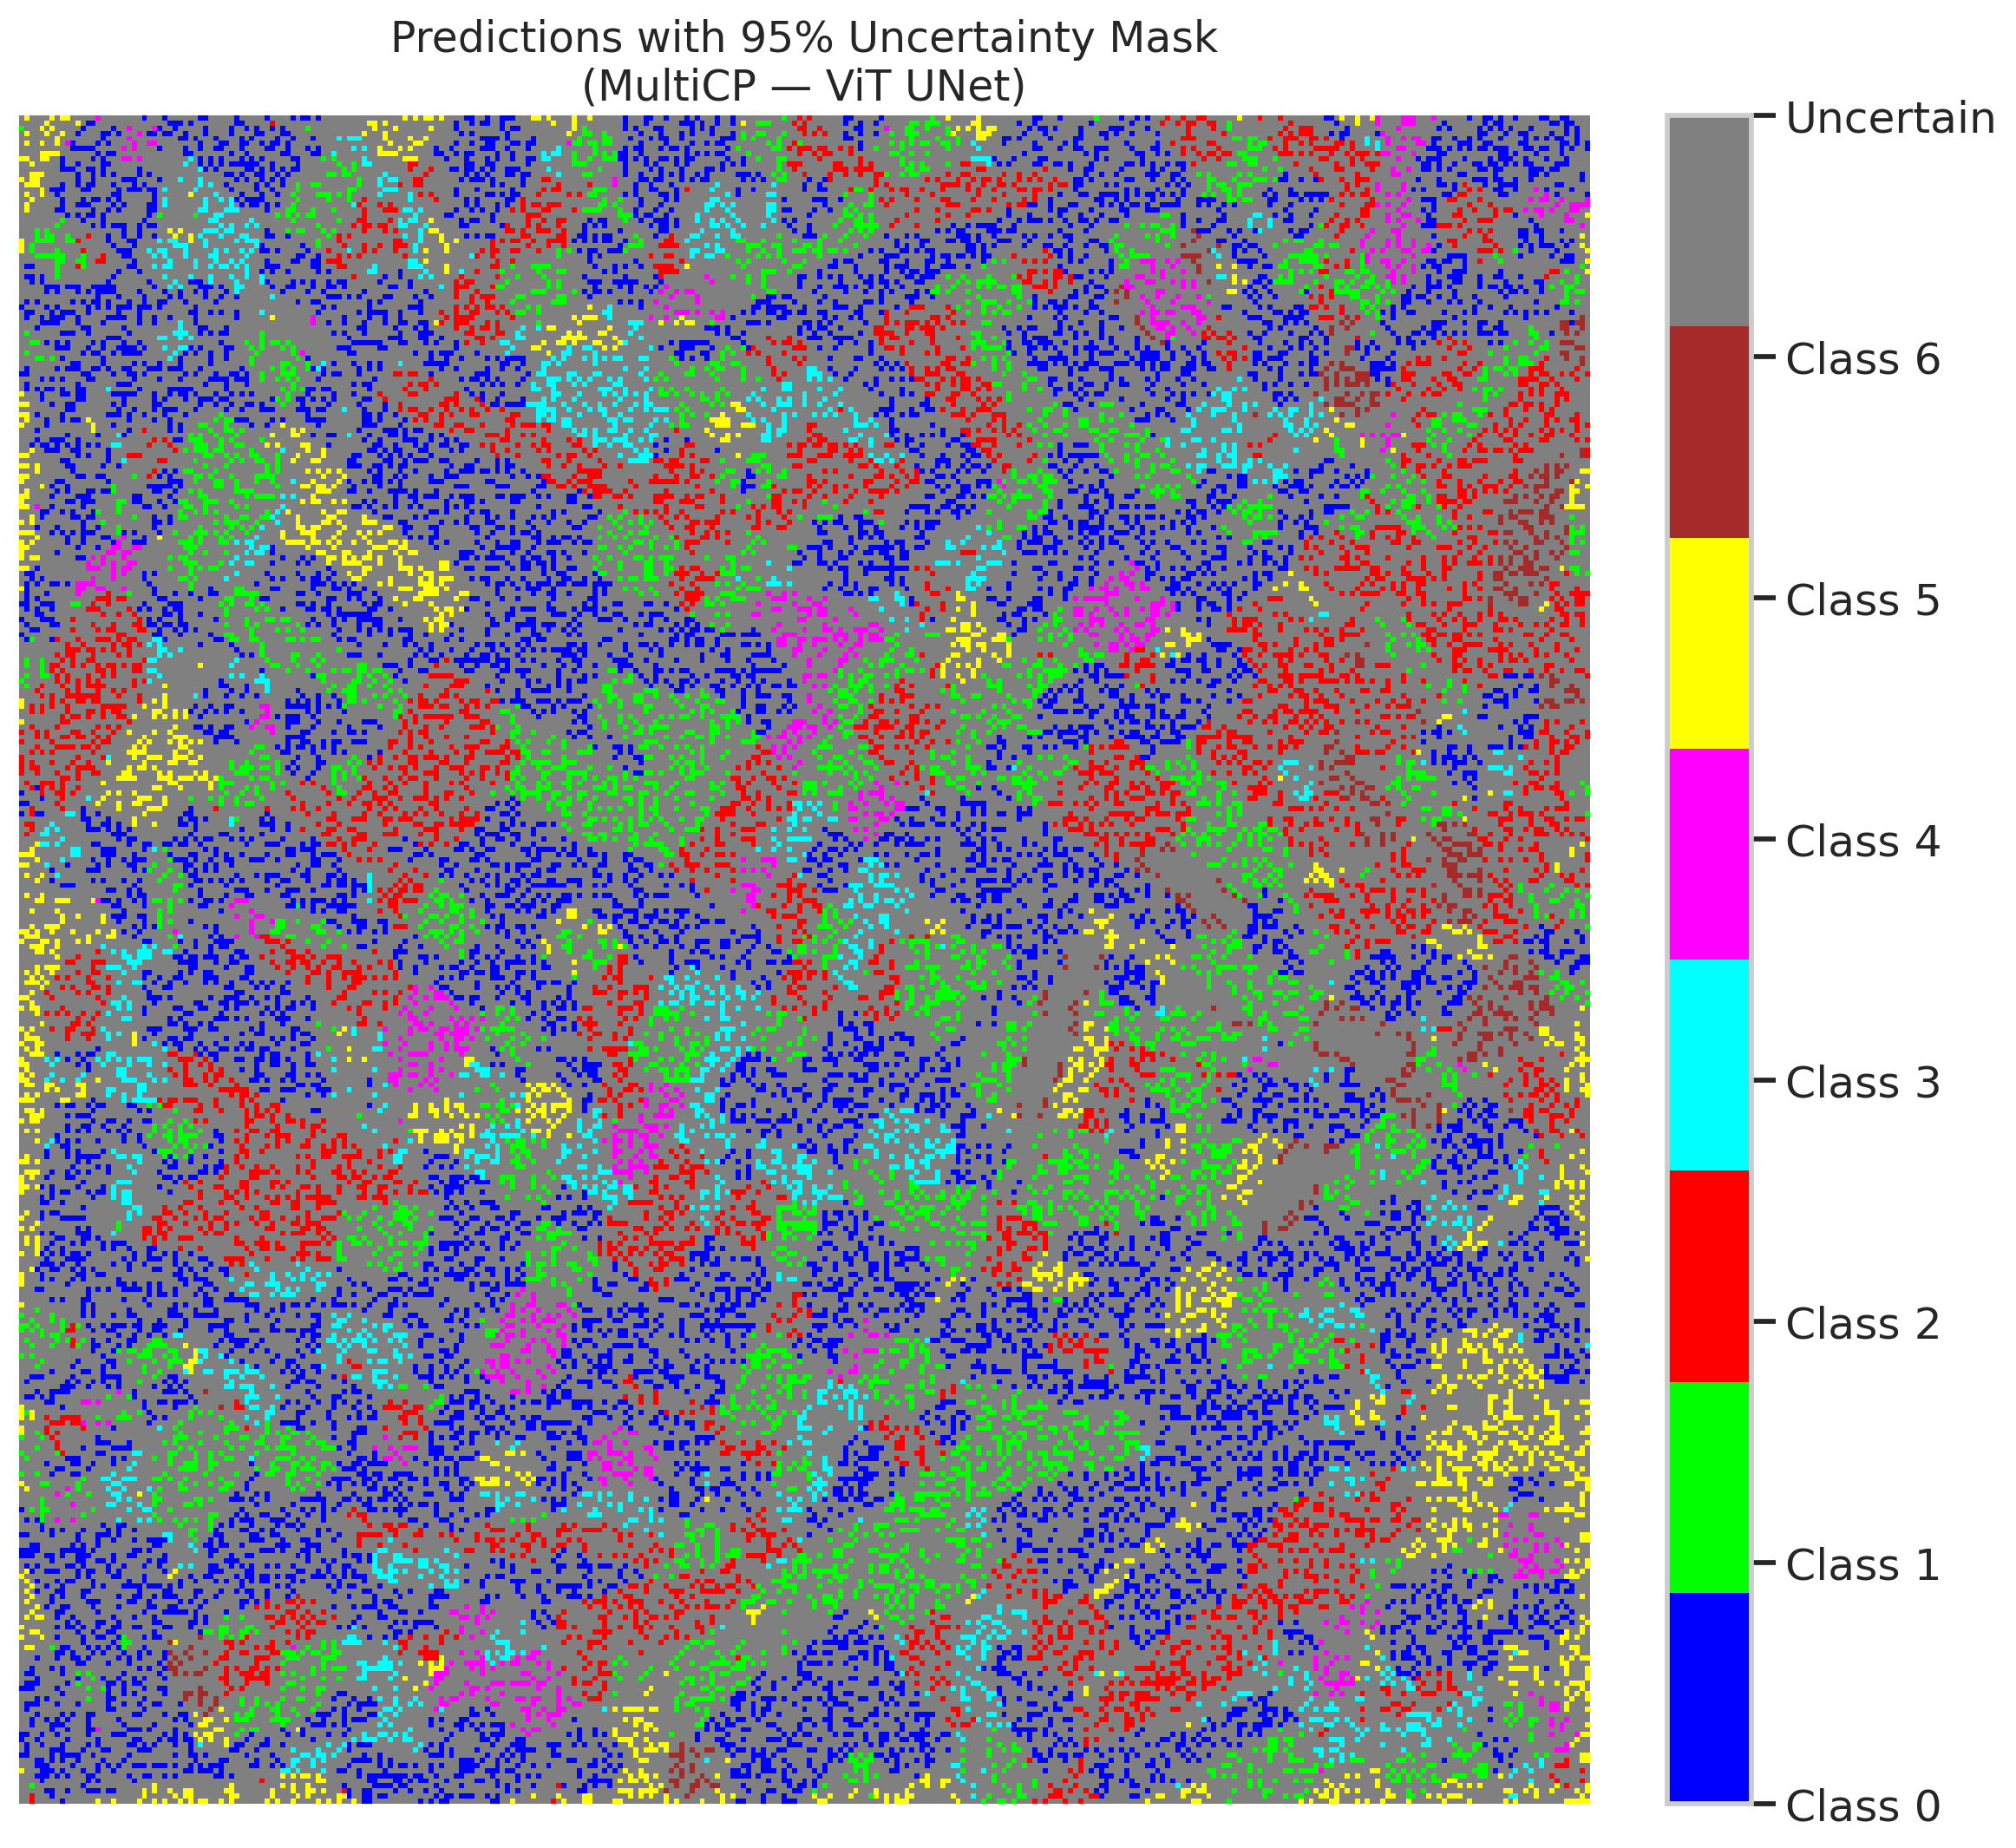 Predictions with 95% Uncertainty Mask
(MultiCP — ViT UNet)
Uncertain
Class 6
Class 5
Class 4
Class 3
Class 2
Class 1
Class 0